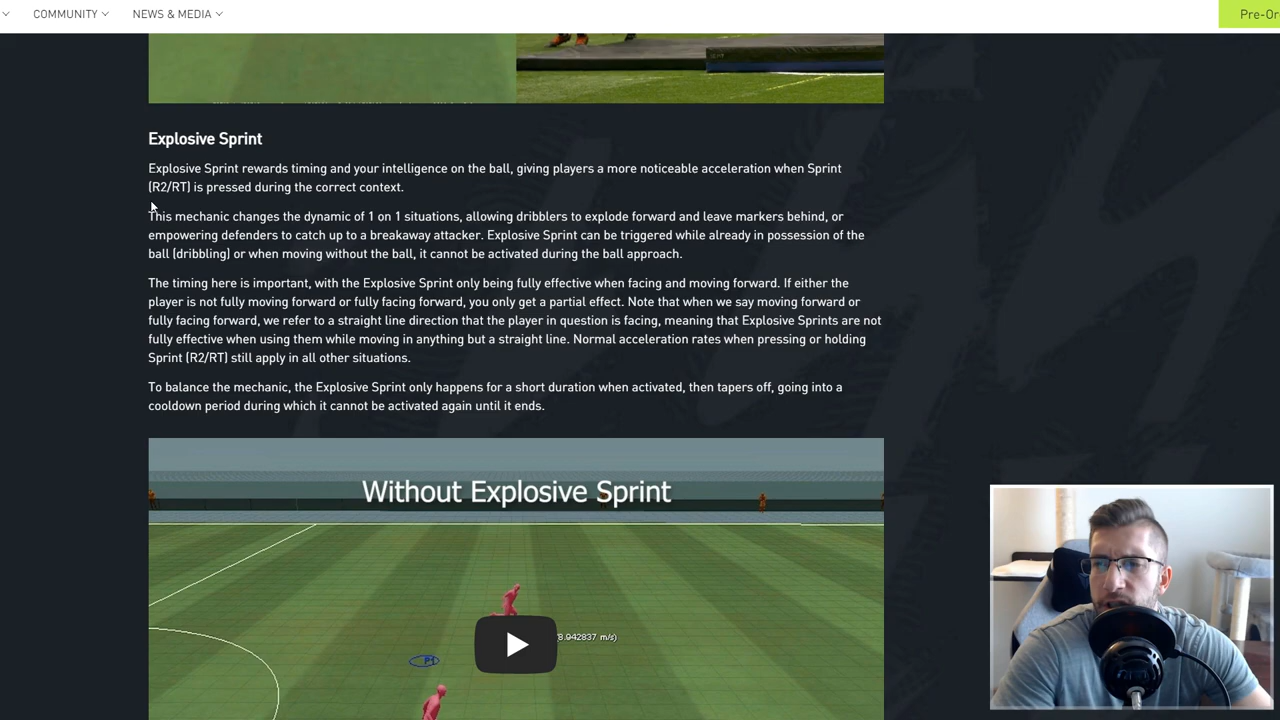 COMMUNITY
NEWS & MEDIA
Explosive Sprint
Explosive Sprint rewards timing and your intelligence on the ball, giving players a more noticeable acceleration when Sprint
(R2/RT) is pressed during the correct context.
This mechanic changes the dynamic of 1 on 1 situations, allowing dribblers to explode forward and leave markers behind, or
empowering defenders to catch up to a breakaway attacker. Explosive Sprint can be triggered while already in possession of the
ball (dribbling) or when moving without the ball, it cannot be activated during the ball approach.
The timing here is important, with the Explosive Sprint only being fully effective when facing and moving forward. If either the
player is not fully moving forward or fully facing forward, you only get a partial effect. Note that when we say moving forward or
fully facing forward, we refer to a straight line direction that the player in question is facing, meaning that Explosive Sprints are not
fully effective when using them while moving in anything but a straight line. Normal acceleration rates when pressing or holding
Sprint (R2/RT) still apply in all other situations.
To balance the mechanic, the Explosive Sprint only happens for a short duration when activated, then tapers off, going into a
cooldown period during which it cannot be activated again until it ends.
Without Explosive Sprint
8.942837 m/s)
P1